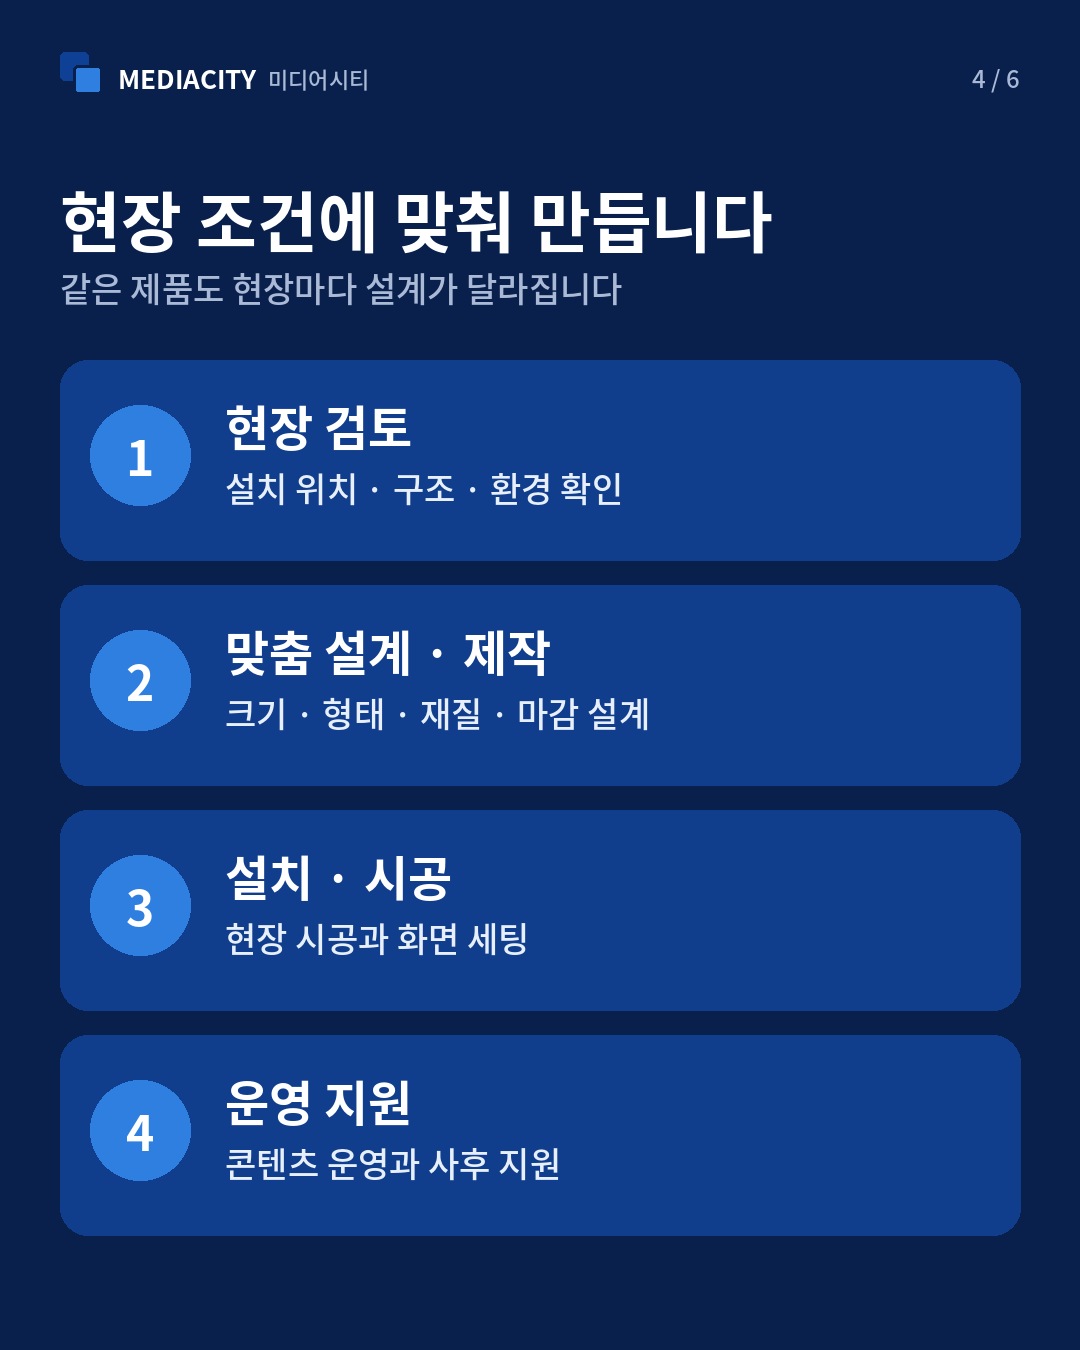 MEDIACITY 미디어시티
4 / 6
현장 조건에 맞춰 만듭니다
같은 제품도 현장마다 설계가 달라집니다
1
현장 검토
설치 위치 · 구조 · 환경 확인
2
맞춤 설계 · 제작
크기 · 형태 · 재질 · 마감 설계
3
설치 · 시공
현장 시공과 화면 세팅
4
운영 지원
콘텐츠 운영과 사후 지원